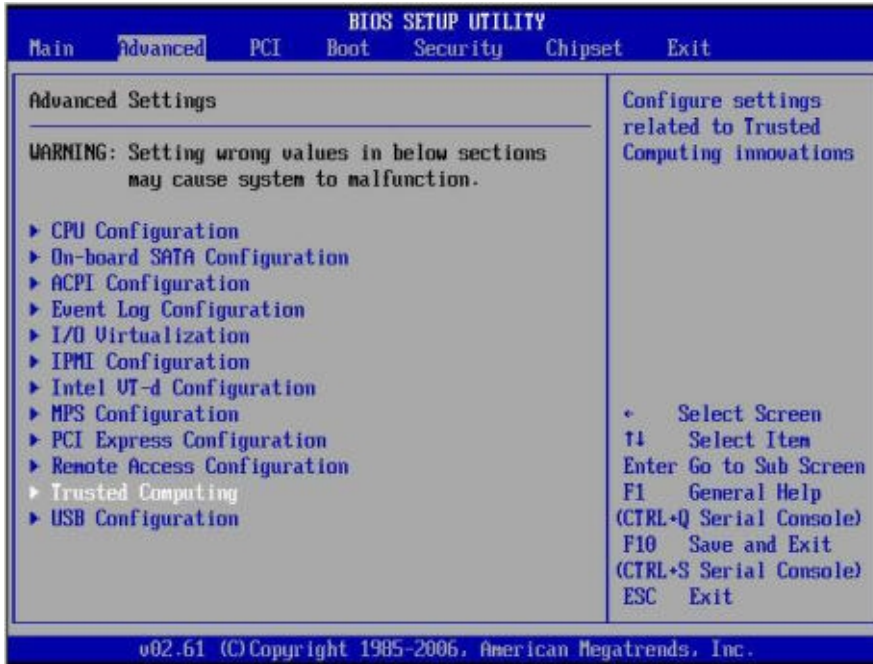 BIOS SETUP UTILITY
Main Advanced PCI Boot Security Chipset Exit
Advanced Settings
WARNING: Setting wrong values in below sections
may cause system to malfunction.
▶ CPU Configuration
▶ On-board SATA Configuration
▶ ACPI Configuration
▶ Event Log Configuration
▶ I/O Virtualization
▶ IPMI Configuration
▶ Intel VT-d Configuration
▶ MPS Configuration
▶ PCI Express Configuration
▶ Remote Access Configuration
▶ Trusted Computing
▶ USB Configuration
Configure settings
related to Trusted
Computing innovations
← Select Screen
↑↓ Select Item
Enter Go to Sub Screen
F1 General Help
(CTRL+Q Serial Console)
F10 Save and Exit
(CTRL+S Serial Console)
ESC Exit
v02.61 (C)Copyright 1985-2006, American Megatrends, Inc.